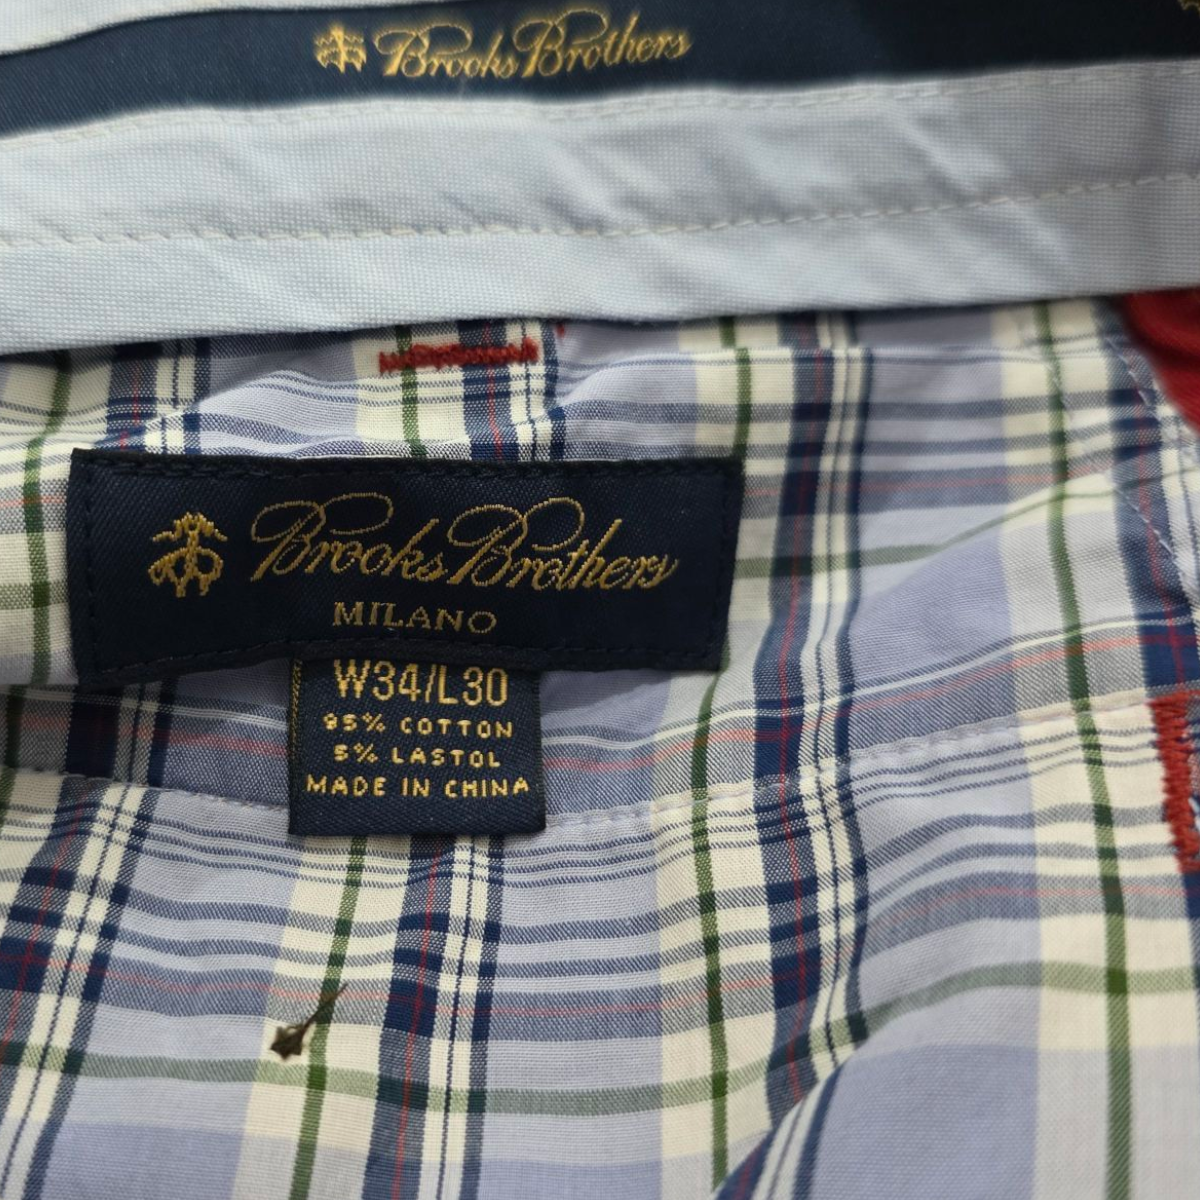 Brooks Brothers
Brooks Brothers
MILANO
W34/L30
95% COTTON
5% LASTOL
MADE IN CHINA